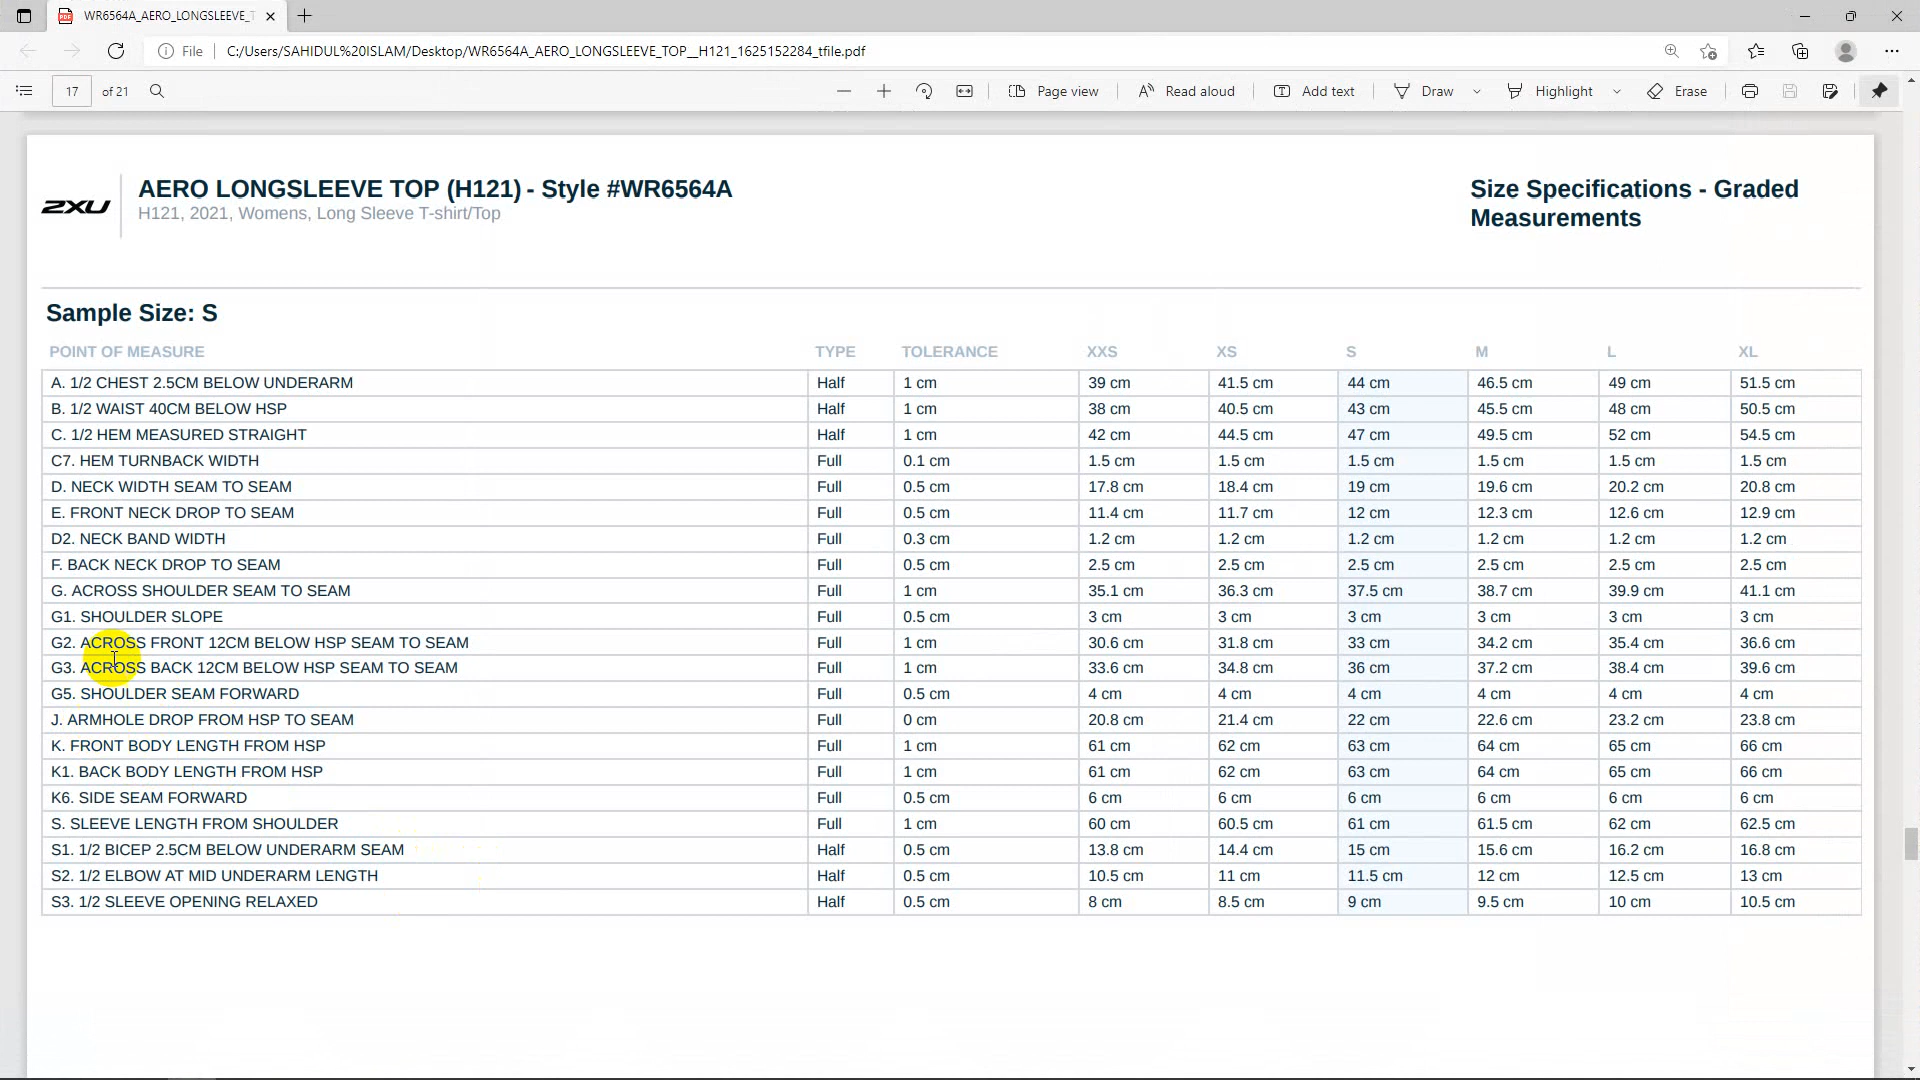 WR6564A_AERO_LONGSLEEVE_T
File C:/Users/SAHIDUL%20ISLAM/Desktop/WR6564A_AERO_LONGSLEEVE_TOP__H121_1625152284_tfile.pdf
17 of 21 Page view Read aloud Add text Draw Highlight Erase
2XU
AERO LONGSLEEVE TOP (H121) - Style #WR6564A
H121, 2021, Womens, Long Sleeve T-shirt/Top
Size Specifications - Graded
Measurements
Sample Size: S
POINT OF MEASURE TYPE TOLERANCE XXS XS S M L XL
A. 1/2 CHEST 2.5CM BELOW UNDERARM Half 1 cm 39 cm 41.5 cm 44 cm 46.5 cm 49 cm 51.5 cm
B. 1/2 WAIST 40CM BELOW HSP Half 1 cm 38 cm 40.5 cm 43 cm 45.5 cm 48 cm 50.5 cm
C. 1/2 HEM MEASURED STRAIGHT Half 1 cm 42 cm 44.5 cm 47 cm 49.5 cm 52 cm 54.5 cm
C7. HEM TURNBACK WIDTH Full 0.1 cm 1.5 cm 1.5 cm 1.5 cm 1.5 cm 1.5 cm 1.5 cm
D. NECK WIDTH SEAM TO SEAM Full 0.5 cm 17.8 cm 18.4 cm 19 cm 19.6 cm 20.2 cm 20.8 cm
E. FRONT NECK DROP TO SEAM Full 0.5 cm 11.4 cm 11.7 cm 12 cm 12.3 cm 12.6 cm 12.9 cm
D2. NECK BAND WIDTH Full 0.3 cm 1.2 cm 1.2 cm 1.2 cm 1.2 cm 1.2 cm 1.2 cm
F. BACK NECK DROP TO SEAM Full 0.5 cm 2.5 cm 2.5 cm 2.5 cm 2.5 cm 2.5 cm 2.5 cm
G. ACROSS SHOULDER SEAM TO SEAM Full 1 cm 35.1 cm 36.3 cm 37.5 cm 38.7 cm 39.9 cm 41.1 cm
G1. SHOULDER SLOPE Full 0.5 cm 3 cm 3 cm 3 cm 3 cm 3 cm 3 cm
G2. ACROSS FRONT 12CM BELOW HSP SEAM TO SEAM Full 1 cm 30.6 cm 31.8 cm 33 cm 34.2 cm 35.4 cm 36.6 cm
G3. ACROSS BACK 12CM BELOW HSP SEAM TO SEAM Full 1 cm 33.6 cm 34.8 cm 36 cm 37.2 cm 38.4 cm 39.6 cm
G5. SHOULDER SEAM FORWARD Full 0.5 cm 4 cm 4 cm 4 cm 4 cm 4 cm 4 cm
J. ARMHOLE DROP FROM HSP TO SEAM Full 0 cm 20.8 cm 21.4 cm 22 cm 22.6 cm 23.2 cm 23.8 cm
K. FRONT BODY LENGTH FROM HSP Full 1 cm 61 cm 62 cm 63 cm 64 cm 65 cm 66 cm
K1. BACK BODY LENGTH FROM HSP Full 1 cm 61 cm 62 cm 63 cm 64 cm 65 cm 66 cm
K6. SIDE SEAM FORWARD Full 0.5 cm 6 cm 6 cm 6 cm 6 cm 6 cm 6 cm
S. SLEEVE LENGTH FROM SHOULDER Full 1 cm 60 cm 60.5 cm 61 cm 61.5 cm 62 cm 62.5 cm
S1. 1/2 BICEP 2.5CM BELOW UNDERARM SEAM Half 0.5 cm 13.8 cm 14.4 cm 15 cm 15.6 cm 16.2 cm 16.8 cm
S2. 1/2 ELBOW AT MID UNDERARM LENGTH Half 0.5 cm 10.5 cm 11 cm 11.5 cm 12 cm 12.5 cm 13 cm
S3. 1/2 SLEEVE OPENING RELAXED Half 0.5 cm 8 cm 8.5 cm 9 cm 9.5 cm 10 cm 10.5 cm